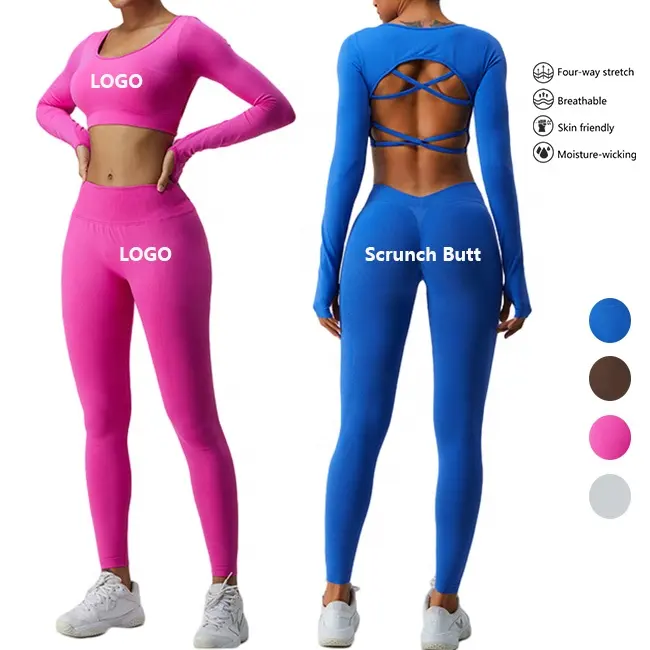 LOGO
LOGO
Scrunch Butt
Four-way stretch
Breathable
Skin friendly
Moisture-wicking